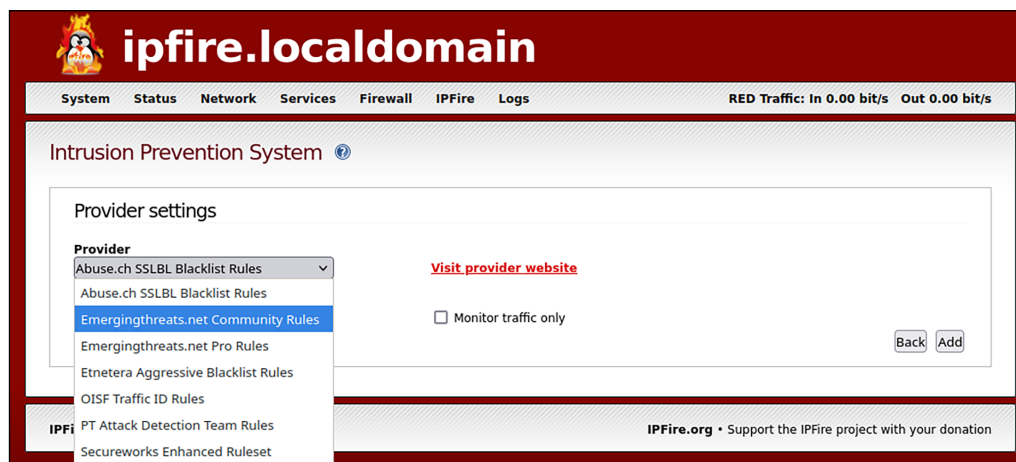 ipfire.localdomain
System Status Network Services Firewall IPFire Logs RED Traffic: In 0.00 bit/s Out 0.00 bit/s
Intrusion Prevention System ?
Provider settings
Provider
Abuse.ch SSLBL Blacklist Rules Visit provider website
Abuse.ch SSLBL Blacklist Rules
Emergingthreats.net Community Rules Monitor traffic only
Emergingthreats.net Pro Rules Back Add
Etnetera Aggressive Blacklist Rules
OISF Traffic ID Rules
PT Attack Detection Team Rules
IPFi IPFire.org • Support the IPFire project with your donation
Secureworks Enhanced Ruleset